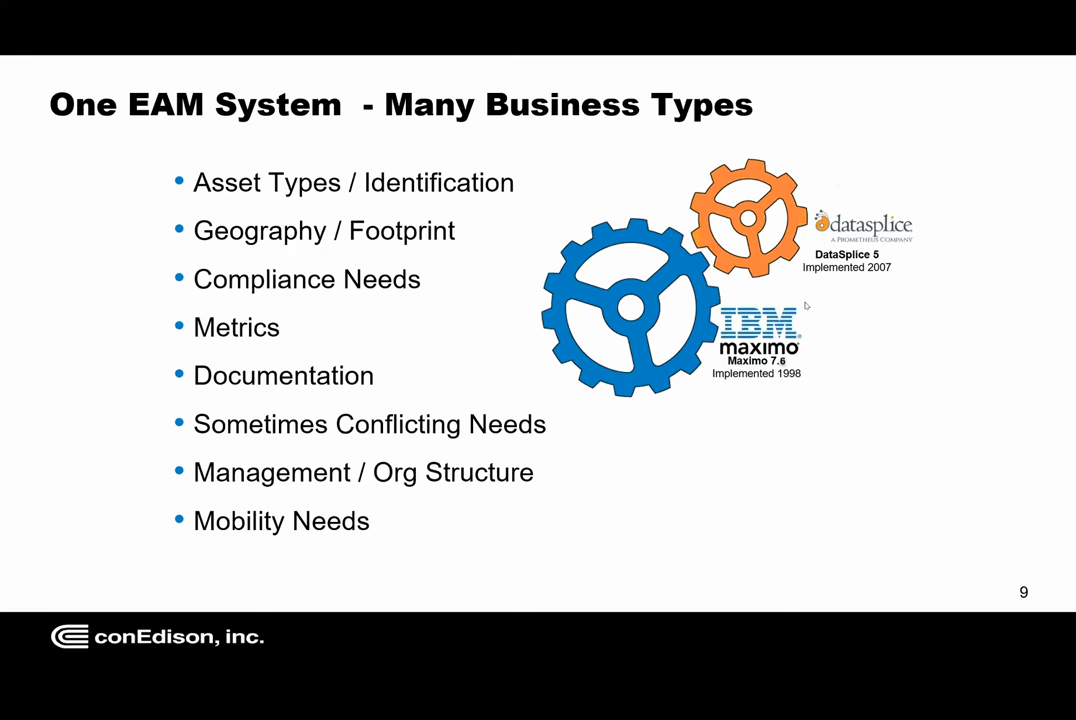 One EAM System - Many Business Types
• Asset Types / Identification
• Geography / Footprint
• Compliance Needs
• Metrics
• Documentation
• Sometimes Conflicting Needs
• Management / Org Structure
• Mobility Needs
datasplice
A PROMETHEUS COMPANY
DataSplice 5
Implemented 2007
IBM
maximo
Maximo 7.6
Implemented 1998
9
conEdison, inc.